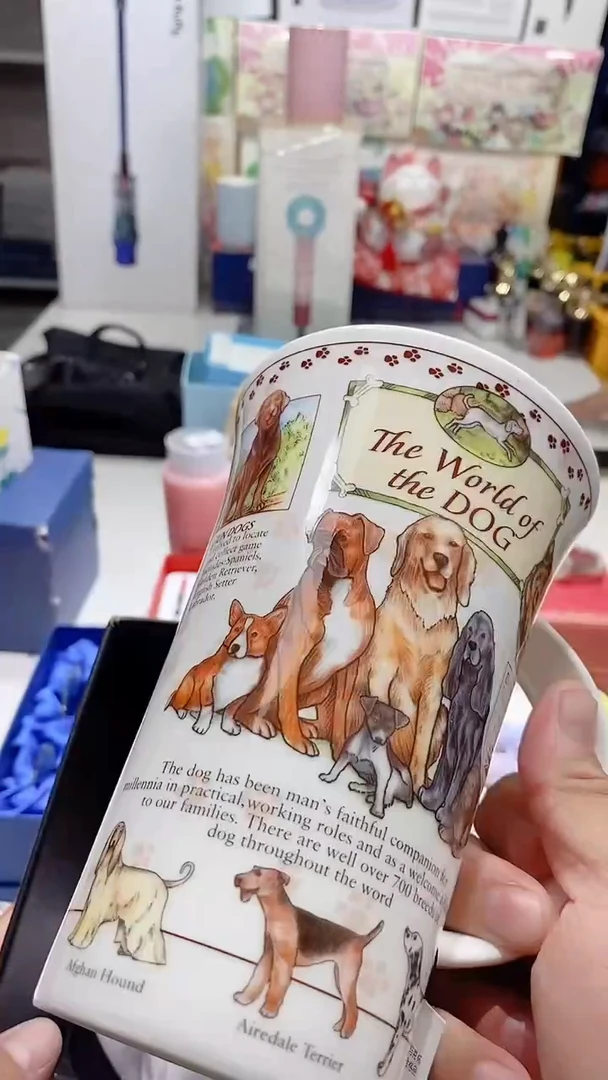 The World of
the DOG
NDOGS
to locate
collect game
Spaniels,
Retriever,
Setter
The dog has been man's faithful companion
millennia in practical, working roles and as a welcome
to our families. There are well over 700 breeds
dog throughout the word
Afghan Hound
Airedale Terrier